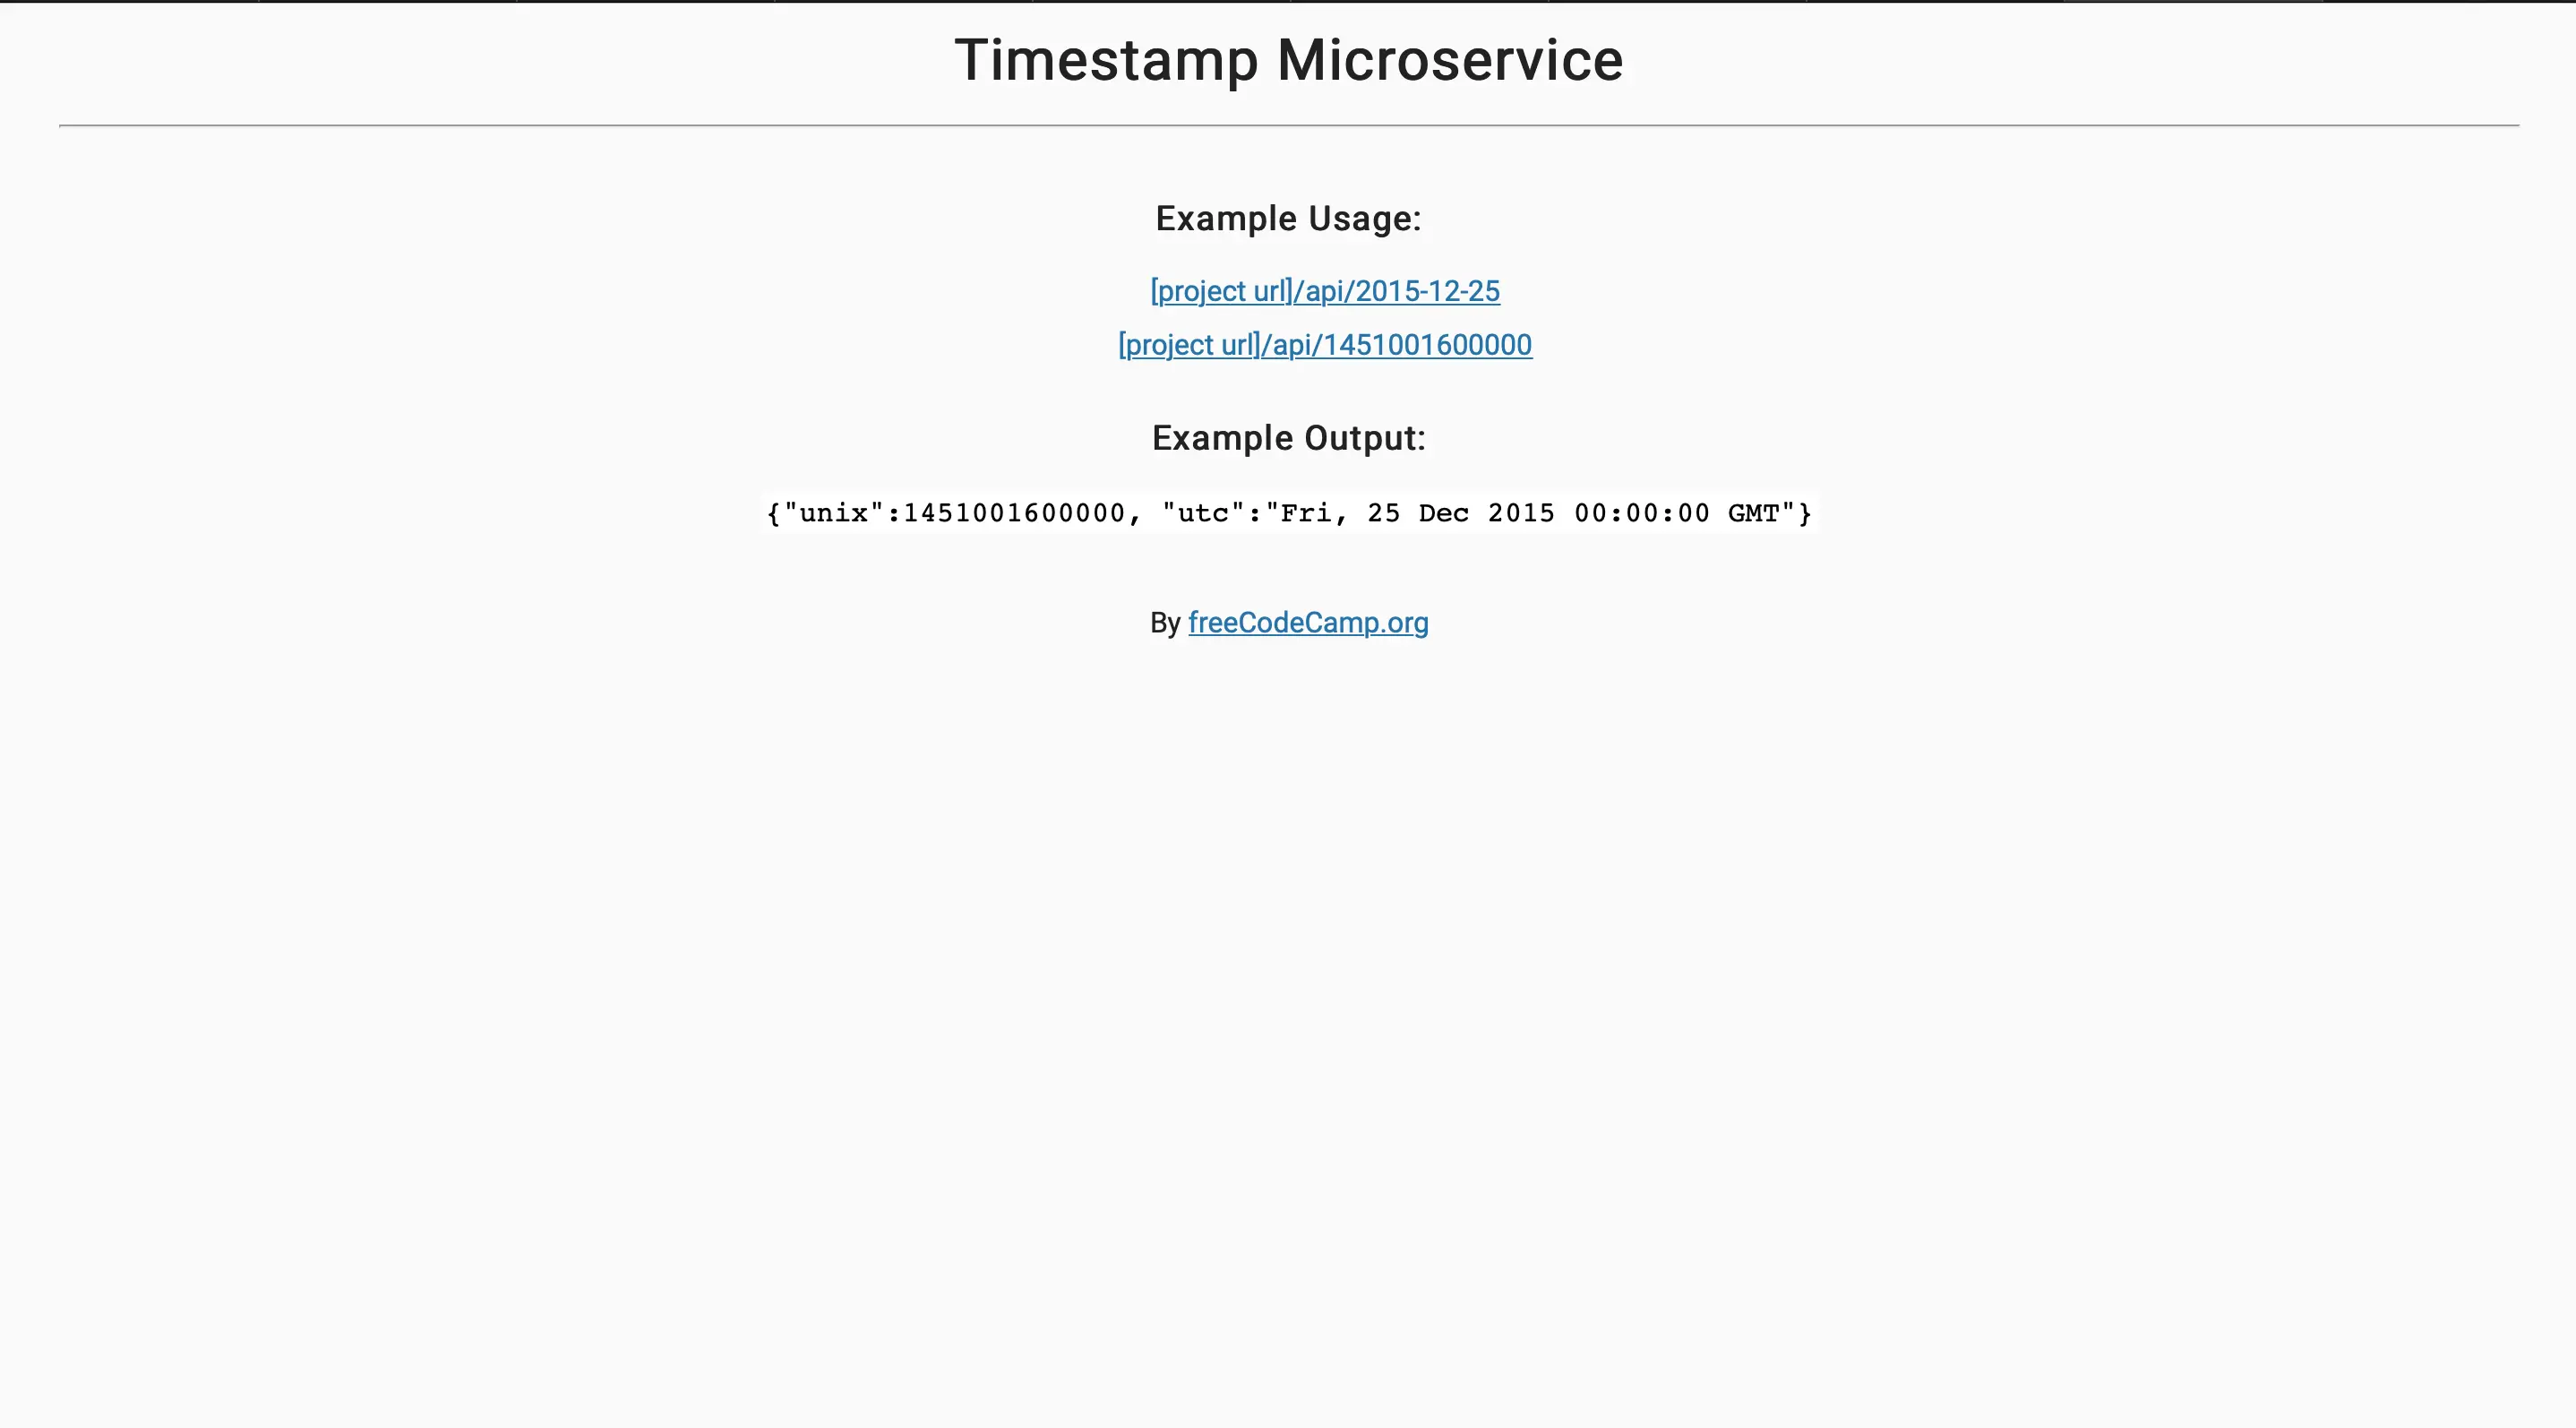 Timestamp Microservice
Example Usage:
[project url]/api/2015-12-25
[project url]/api/1451001600000
Example Output:
{"unix":1451001600000, "utc":"Fri, 25 Dec 2015 00:00:00 GMT"}
By freeCodeCamp.org